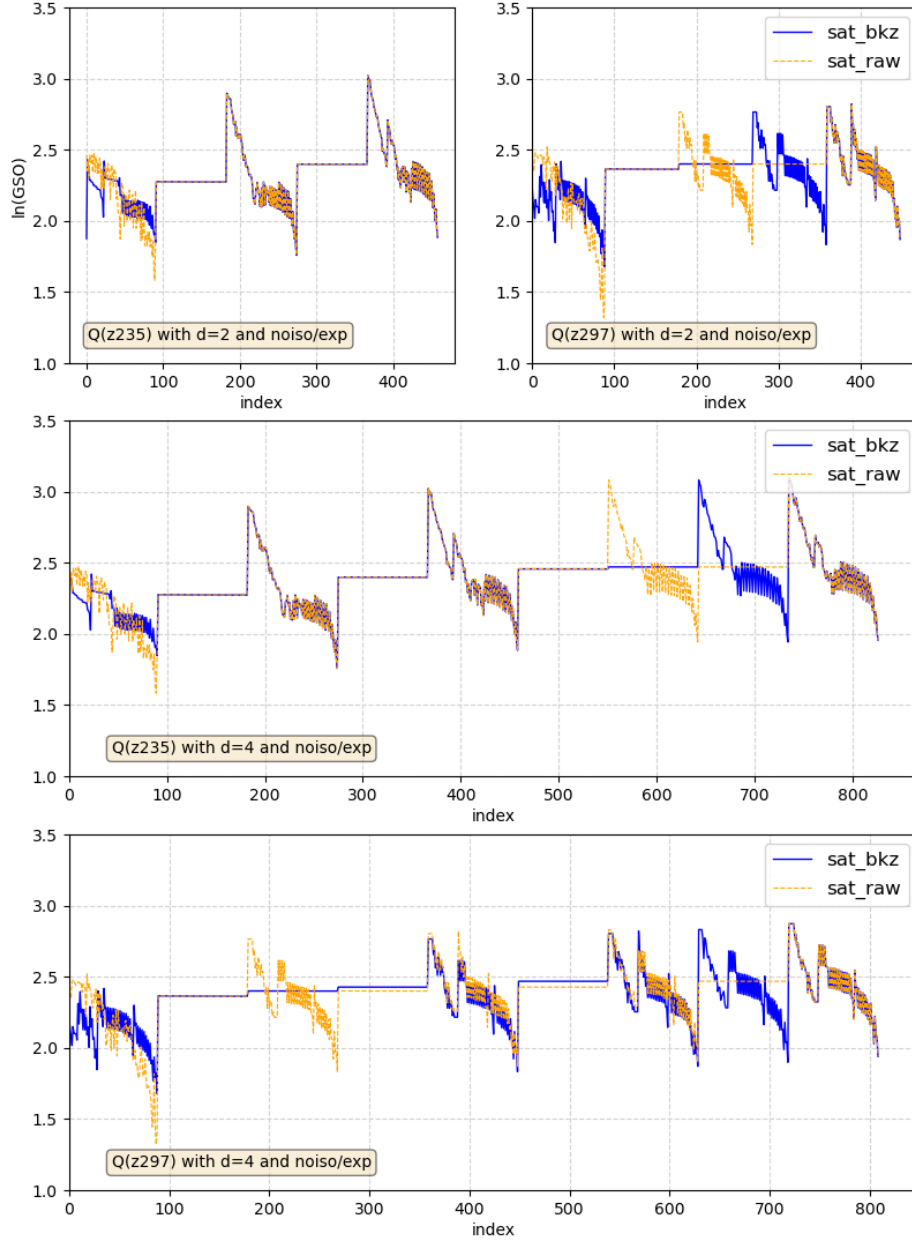 3.5
3.0
2.5
2.0
1.5
1.0
ln(GSO)
0 100 200 300 400
index
Q(z235) with d=2 and noiso/exp
3.5
3.0
2.5
2.0
1.5
1.0
0 100 200 300 400
index
sat_bkz
sat_raw
Q(z297) with d=2 and noiso/exp
3.5
3.0
2.5
2.0
1.5
1.0
0 100 200 300 400 500 600 700 800
index
sat_bkz
sat_raw
Q(z235) with d=4 and noiso/exp
3.5
3.0
2.5
2.0
1.5
1.0
0 100 200 300 400 500 600 700 800
index
sat_bkz
sat_raw
Q(z297) with d=4 and noiso/exp